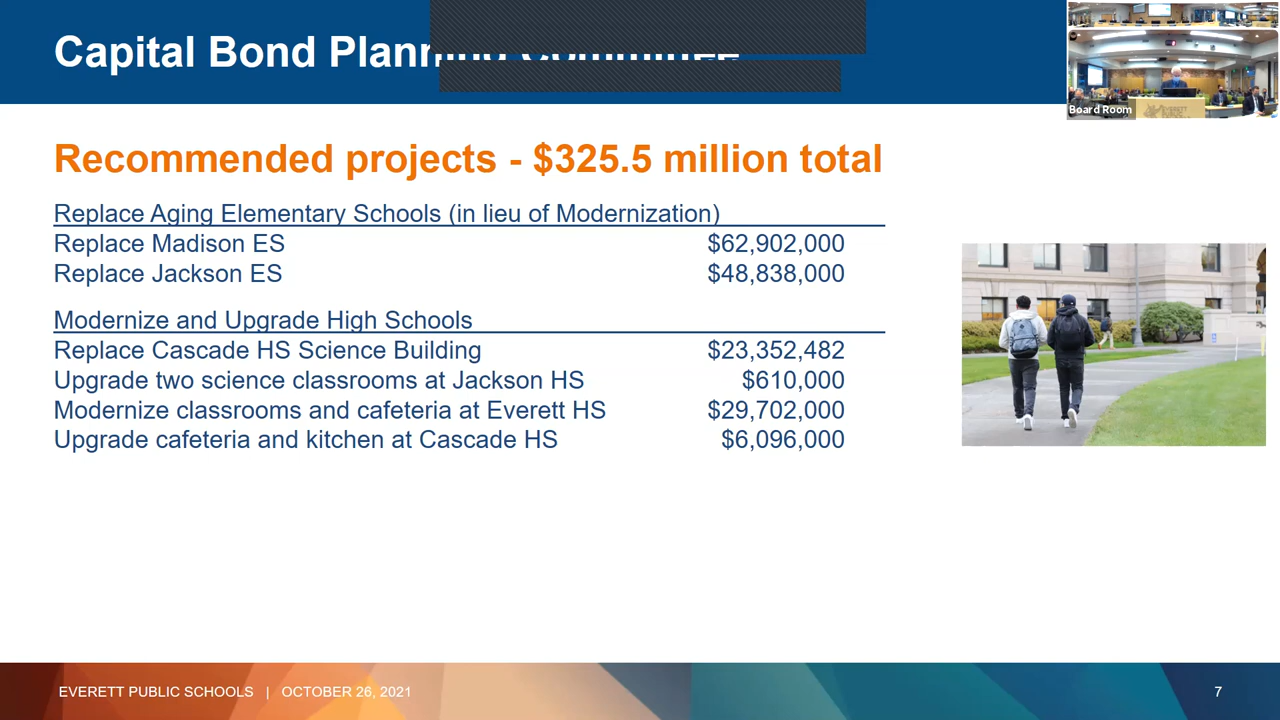 Capital Bond Planning Committee
Board Room
Recommended projects - $325.5 million total
Replace Aging Elementary Schools (in lieu of Modernization)
Replace Madison ES $62,902,000
Replace Jackson ES $48,838,000
Modernize and Upgrade High Schools
Replace Cascade HS Science Building $23,352,482
Upgrade two science classrooms at Jackson HS $610,000
Modernize classrooms and cafeteria at Everett HS $29,702,000
Upgrade cafeteria and kitchen at Cascade HS $6,096,000
EVERETT PUBLIC SCHOOLS | OCTOBER 26, 2021 7